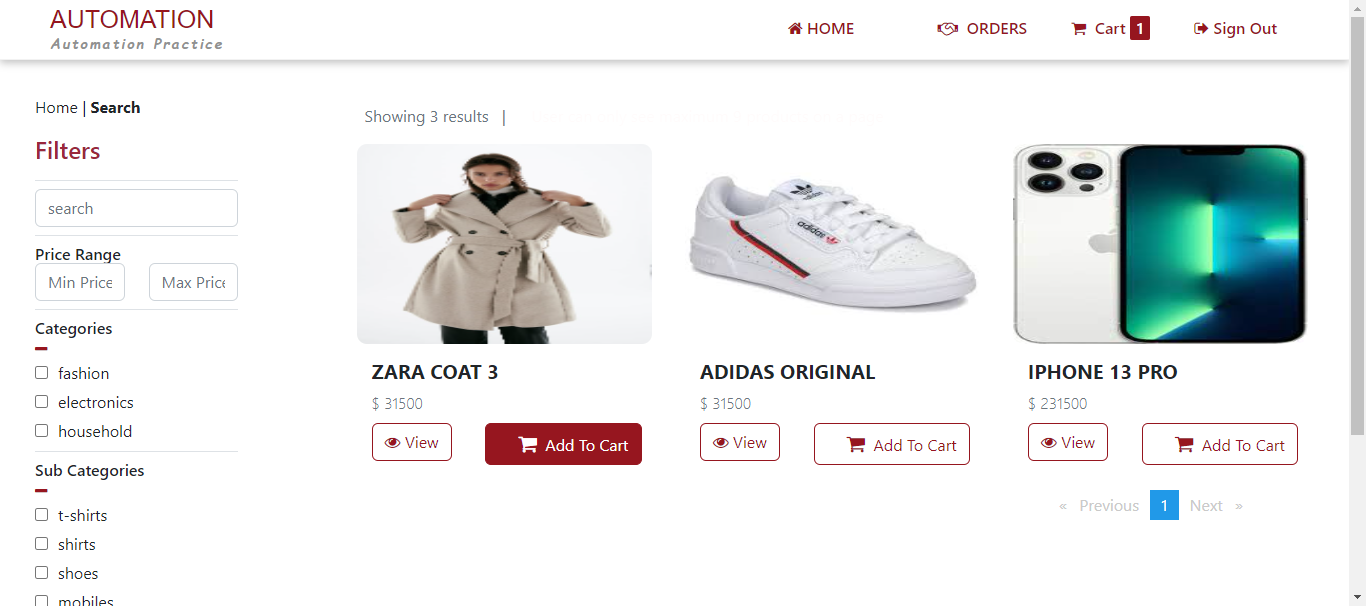 AUTOMATION
Automation Practice
HOME
ORDERS
Cart 1
Sign Out
Home | Search
Showing 3 results |
Filters
search
Price Range
Min Price
Max Price
Categories
fashion
electronics
household
Sub Categories
t-shirts
shirts
shoes
mobiles
adidas
adidas
ZARA COAT 3
$ 31500
View
Add To Cart
ADIDAS ORIGINAL
$ 31500
View
Add To Cart
IPHONE 13 PRO
$ 231500
View
Add To Cart
« Previous 1 Next »